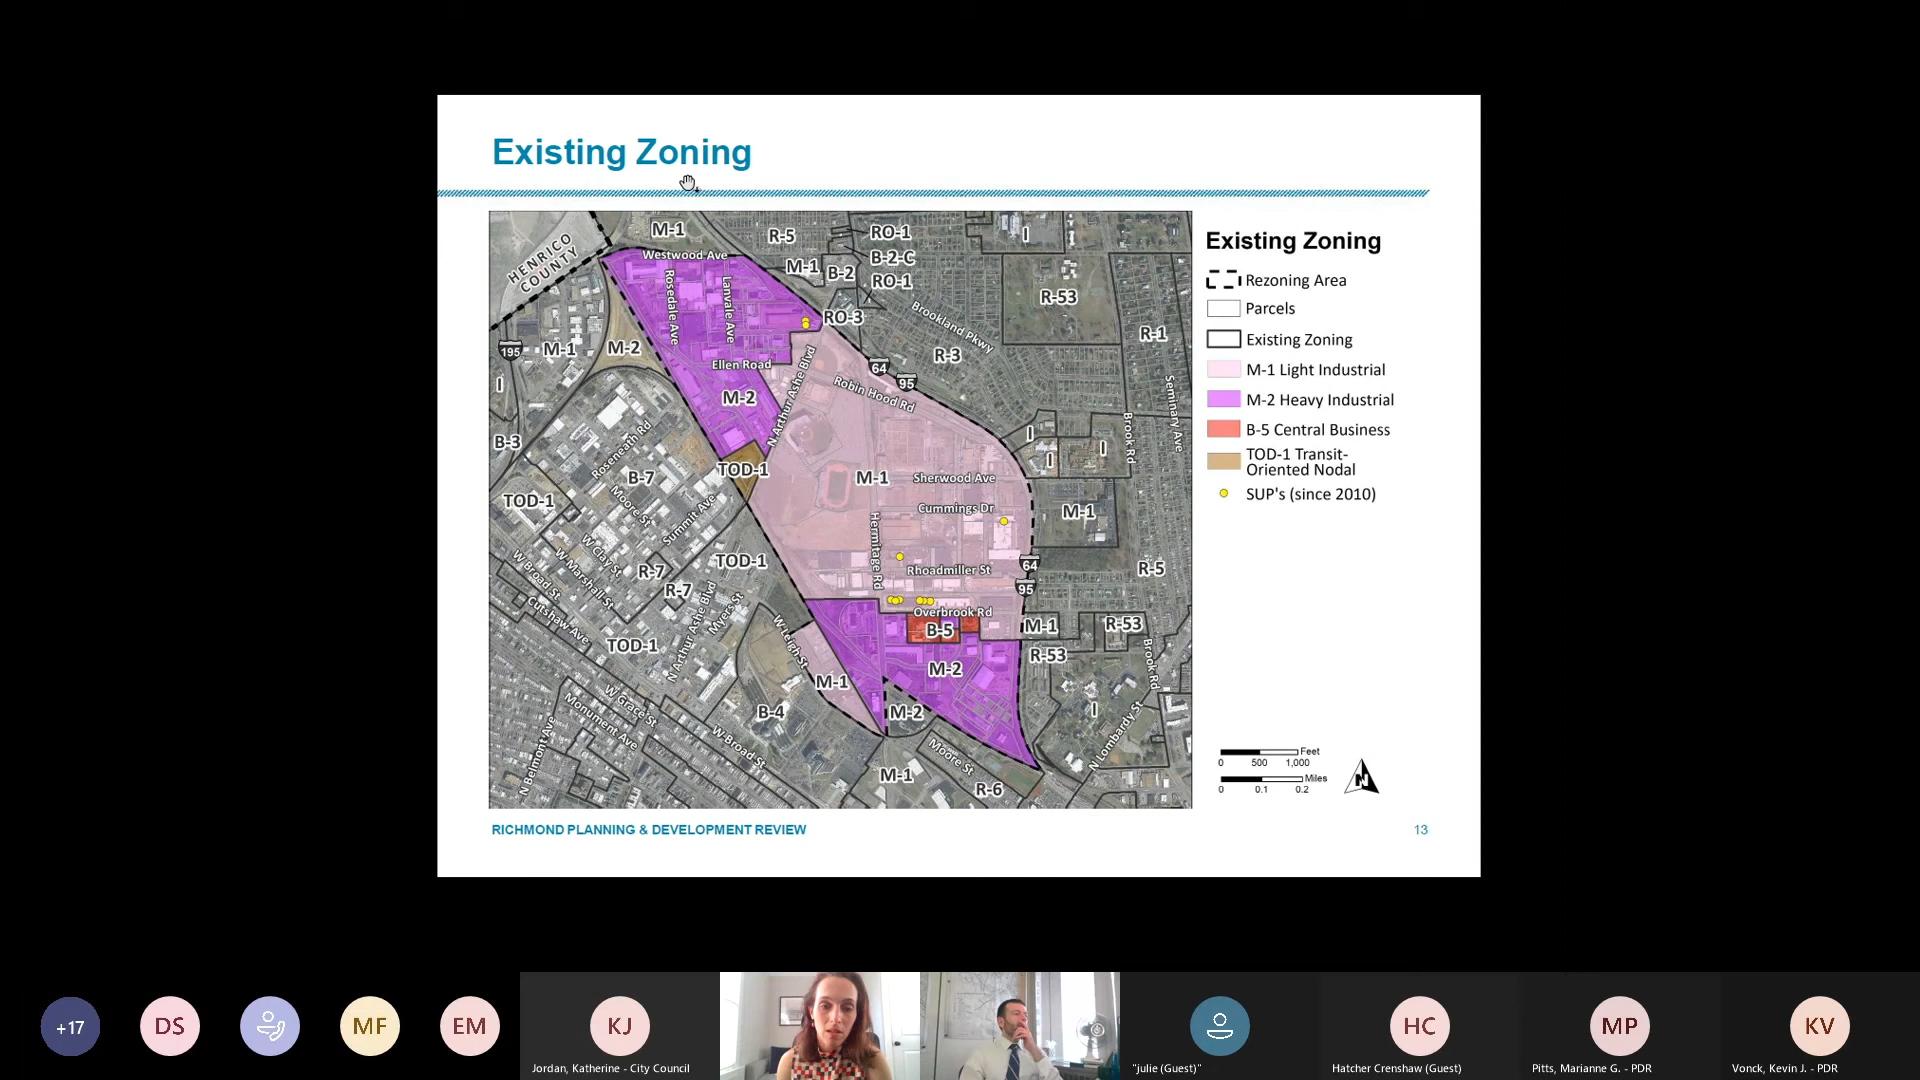 Existing Zoning
HENRICO
COUNTY
M-1
R-5
RO-1
I
Westwood Ave
M-1
B-2
B-2-C
RO-1
Rosedale Ave
Lanvale Ave
R-53
RO-3
Brookland Pkwy
R-1
195
M-1
M-2
Ellen Road
N Arthur Ashe Blvd
64
95
R-3
I
M-2
Robin Hood Rd
Seminary Ave
B-3
Roseneath Rd
I
I
I
Brook Rd
TOD-1
B-7
TOD-1
M-1
Sherwood Ave
Moore St
Summit Ave
Cummings Dr
M-1
W Clay St
Hermitage Rd
W Broad St
W Marshall St
R-7
TOD-1
Rhoadmiller St
64
95
R-5
Cutshaw Ave
R-7
N Arthur Ashe Blvd
Myers St
Overbrook Rd
B-5
M-1
R-53
TOD-1
W Leigh St
M-2
R-53
Brook Rd
M-1
W Grace St
Monument Ave
B-4
M-2
I
N Lombardy St
N Belmont Ave
W Broad St
Moore St
M-1
R-6
Existing Zoning
Rezoning Area
Parcels
Existing Zoning
M-1 Light Industrial
M-2 Heavy Industrial
B-5 Central Business
TOD-1 Transit-
Oriented Nodal
SUP's (since 2010)
Feet
0 500 1,000
Miles
0 0.1 0.2
N
RICHMOND PLANNING & DEVELOPMENT REVIEW
13
+17
DS
MF
EM
KJ
HC
MP
KV
Jordan, Katherine - City Council
"julie (Guest)"
Hatcher Crenshaw (Guest)
Pitts, Marianne G. - PDR
Vonck, Kevin J. - PDR